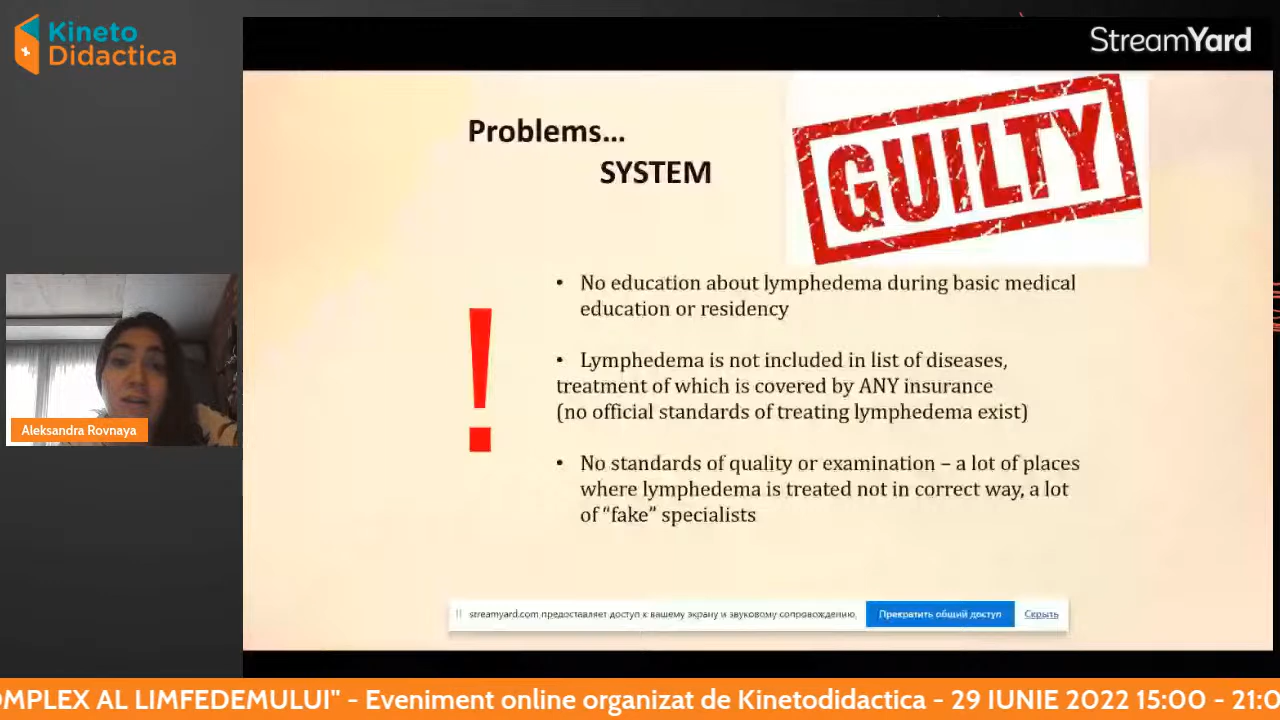 Kineto
Didactica
StreamYard
Problems...
SYSTEM
GUILTY
• No education about lymphedema during basic medical
education or residency
• Lymphedema is not included in list of diseases,
treatment of which is covered by ANY insurance
(no official standards of treating lymphedema exist)
!
• No standards of quality or examination – a lot of places
where lymphedema is treated not in correct way, a lot
of “fake” specialists
Aleksandra Rovnaya
streamyard.com предоставляет доступ к вашему экрану и звуковому сопровождению.
Прекратить общий доступ
Скрыть
OMPLEX AL LIMFEDEMULUI" - Eveniment online organizat de Kinetodidactica - 29 IUNIE 2022 15:00 - 21:0